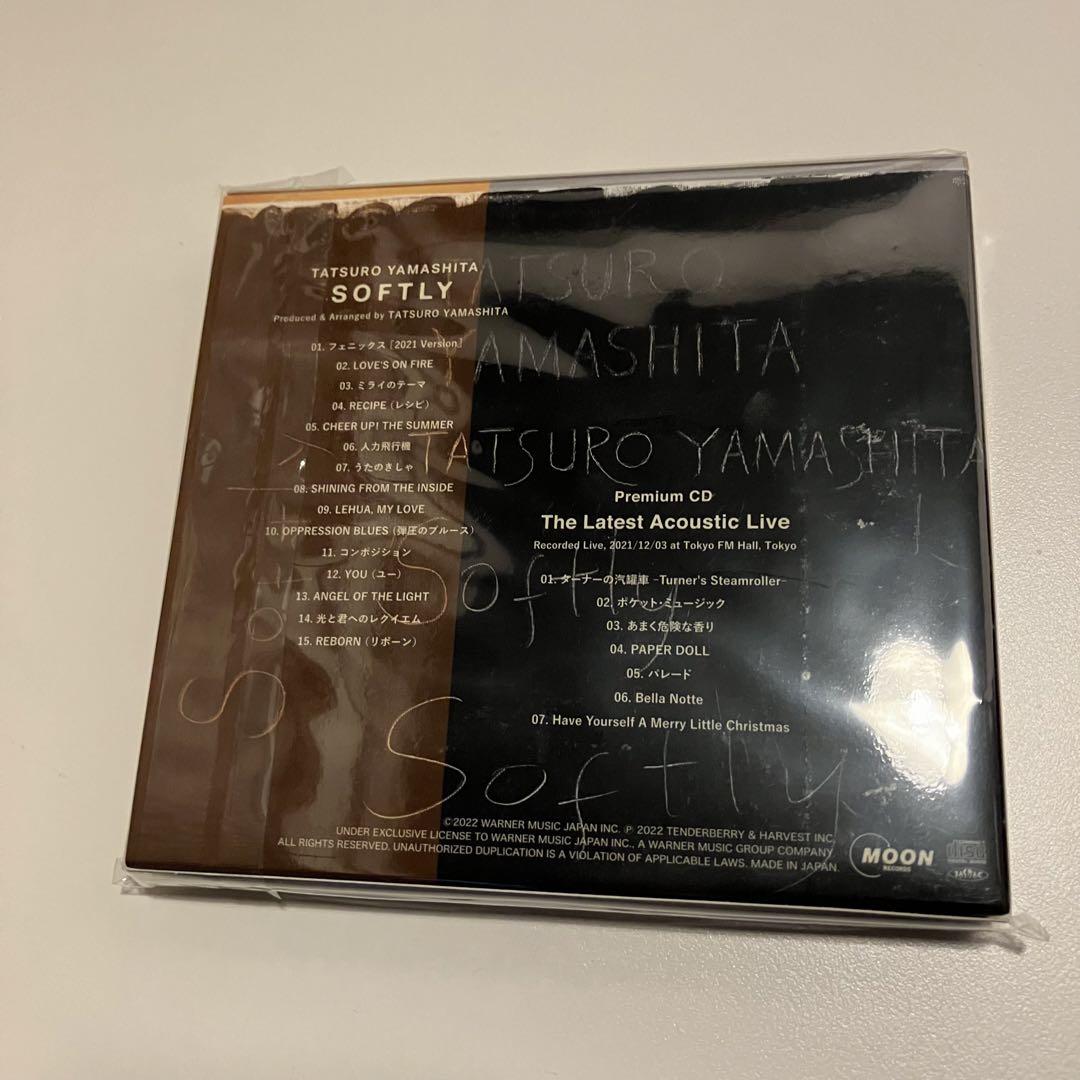 TATSURO YAMASHITA
SOFTLY
Produced & Arranged by TATSURO YAMASHITA
01. フェニックス [2021 Version]
02. LOVE'S ON FIRE
03. ミライのテーマ
04. RECIPE (レシピ)
05. CHEER UP! THE SUMMER
06. 人力飛行機
07. うたのきしゃ
08. SHINING FROM THE INSIDE
09. LEHUA, MY LOVE
10. OPPRESSION BLUES (弾圧のブルース)
11. コンポジション
12. YOU (ユー)
13. ANGEL OF THE LIGHT
14. 光と君へのレクイエム
15. REBORN (リボーン)
TATSURO
YAMASHITA
TATSURO YAMASHITA
Softly
Softly
Softly
Premium CD
The Latest Acoustic Live
Recorded Live, 2021/12/03 at Tokyo FM Hall, Tokyo
01. ターナーの汽罐車 -Turner's Steamroller-
02. ポケット・ミュージック
03. あまく危険な香り
04. PAPER DOLL
05. パレード
06. Bella Notte
07. Have Yourself A Merry Little Christmas
©2022 WARNER MUSIC JAPAN INC. ℗ 2022 TENDERBERRY & HARVEST INC.
UNDER EXCLUSIVE LICENSE TO WARNER MUSIC JAPAN INC., A WARNER MUSIC GROUP COMPANY.
ALL RIGHTS RESERVED. UNAUTHORIZED DUPLICATION IS A VIOLATION OF APPLICABLE LAWS. MADE IN JAPAN.
MOON
RECORDS
disc
JASRAC